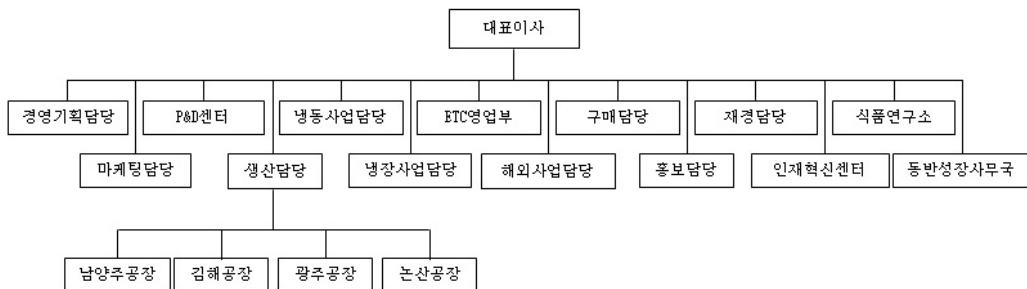 대표이사
경영기획담당 P&D센터 냉동사업담당 ETC영업부 구매담당 재경담당 식품연구소
마케팅담당 생산담당 냉장사업담당 해외사업담당 홍보담당 인재혁신센터 동반성장사무국
남양주공장 김해공장 광주공장 논산공장